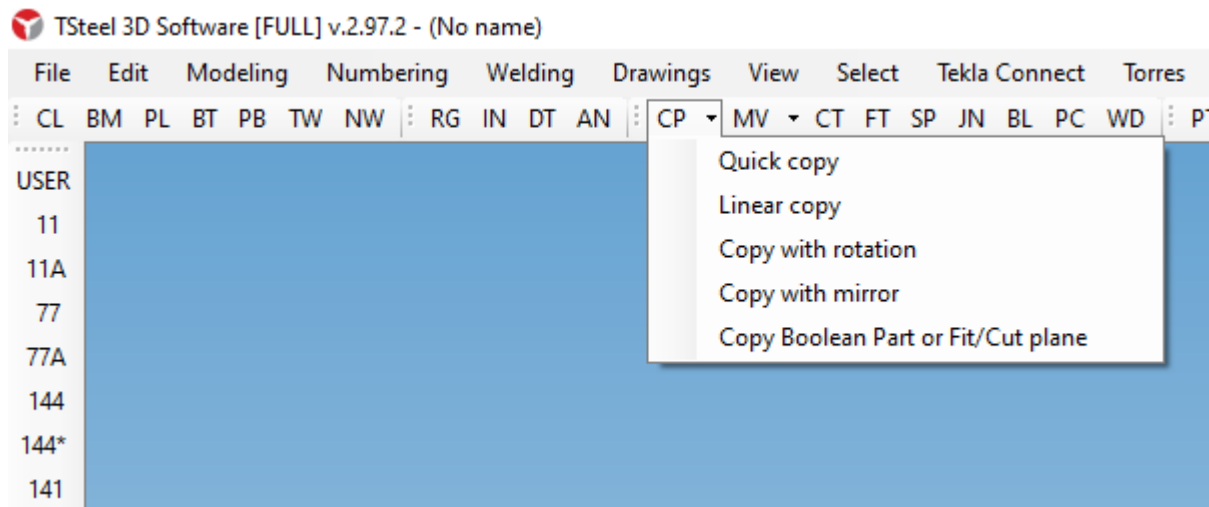 TSteel 3D Software [FULL] v.2.97.2 - (No name)
File Edit Modeling Numbering Welding Drawings View Select Tekla Connect Torres
CL BM PL BT PB TW NW RG IN DT AN CP MV CT FT SP JN BL PC WD
Quick copy
Linear copy
Copy with rotation
Copy with mirror
Copy Boolean Part or Fit/Cut plane
USER
11
11A
77
77A
144
144*
141